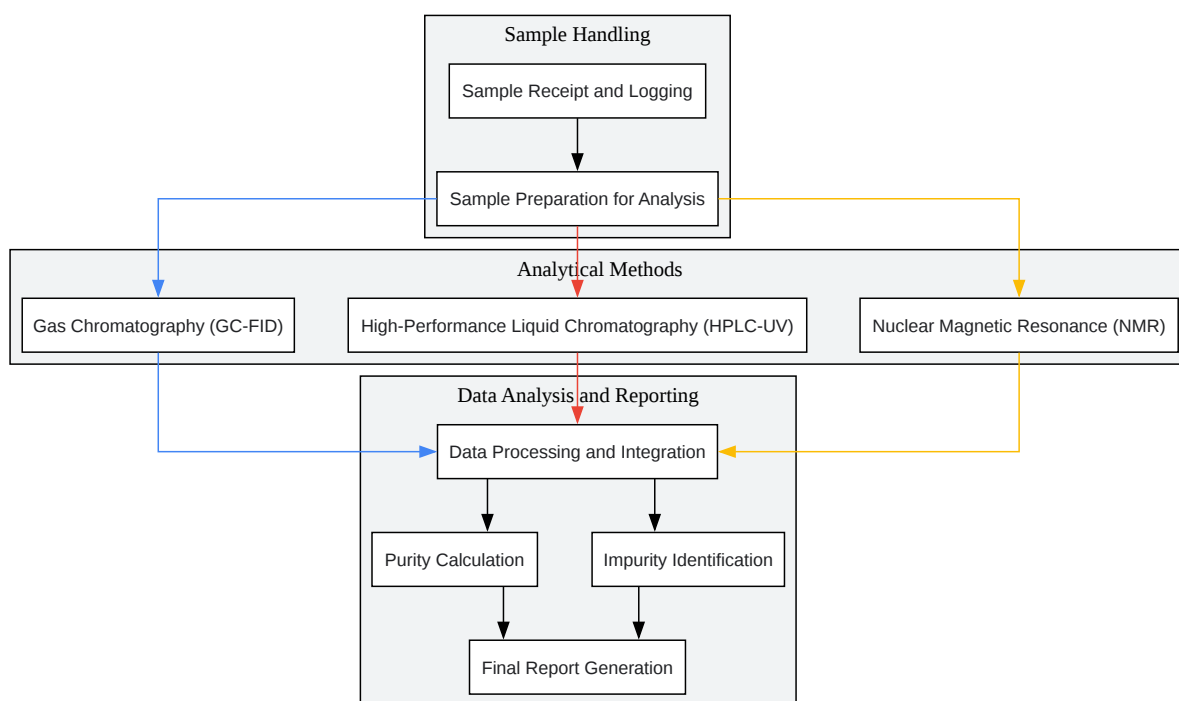 Sample Handling
Sample Receipt and Logging
Sample Preparation for Analysis
Analytical Methods
Gas Chromatography (GC-FID)
High-Performance Liquid Chromatography (HPLC-UV)
Nuclear Magnetic Resonance (NMR)
Data Analysis and Reporting
Data Processing and Integration
Purity Calculation
Impurity Identification
Final Report Generation